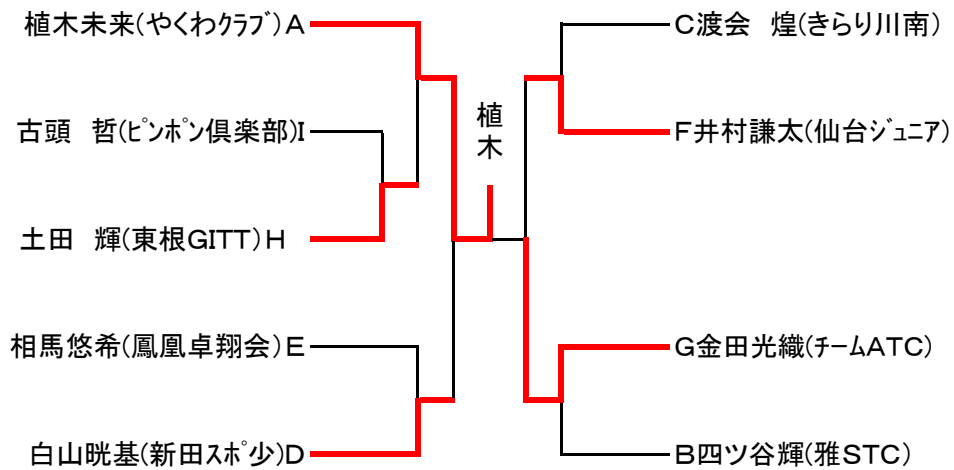 植木未来(やくわｸﾗﾌﾞ)A
古頭　哲(ﾋﾟﾝﾎﾟﾝ倶楽部)I
土田　輝(東根GITT)H
相馬悠希(鳳凰卓翔会)E
白山晄基(新田ｽﾎﾟ少)D
植木
C渡会　煌(きらり川南)
F井村謙太(仙台ｼﾞｭﾆｱ)
G金田光織(ﾁｰﾑATC)
B四ツ谷輝(雅STC)